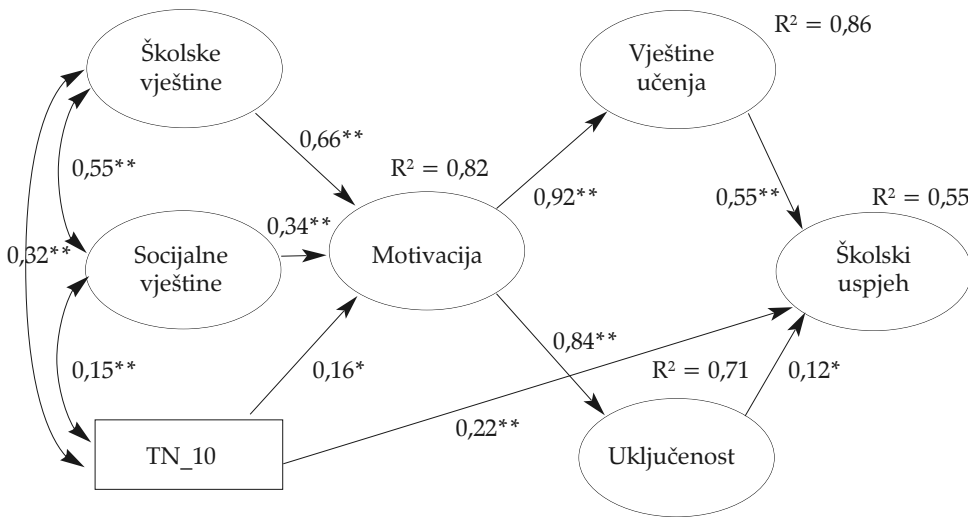 R² = 0,86
Školske
vještine
Vještine
učenja
0,66**
R² = 0,82
0,55**
0,92**
0,55**
R² = 0,55
0,34**
0,32**
Socijalne
vještine
Motivacija
Školski
uspjeh
0,84**
0,15**
0,16*
R² = 0,71
0,12*
0,22**
TN_10
Uključenost